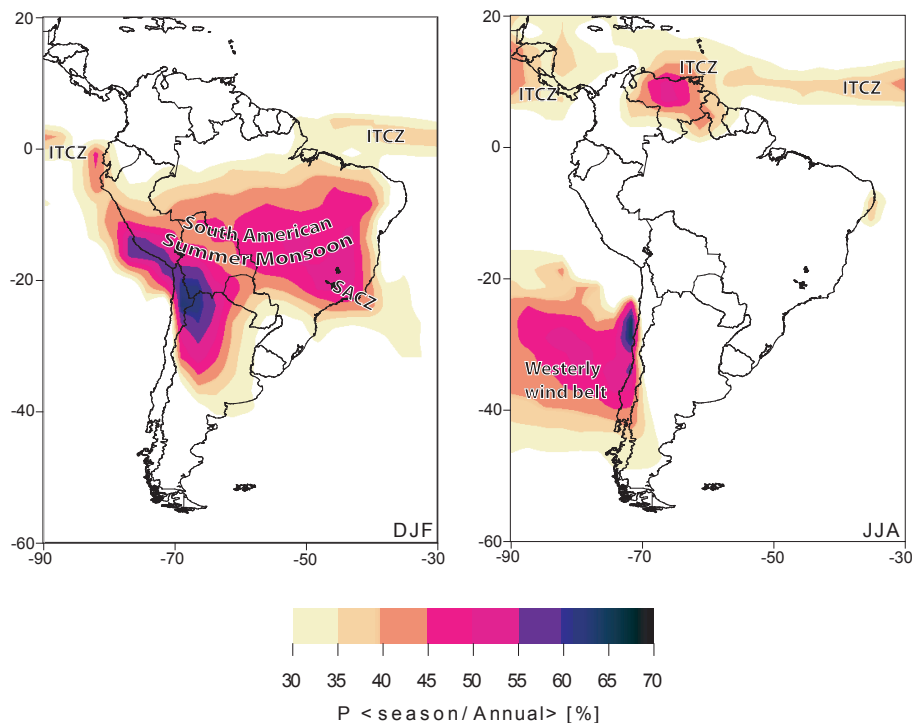 20
0
-20
-40
-60
-90
-70
-50
-30
ITCZ
ITCZ
South American
Summer Monsoon
SACZ
DJF
20
0
-20
-40
-60
-90
-70
-50
-30
ITCZ
ITCZ
ITCZ
Westerly
wind belt
JJA
30 35 40 45 50 55 60 65 70
P < season/ Annual> [%]